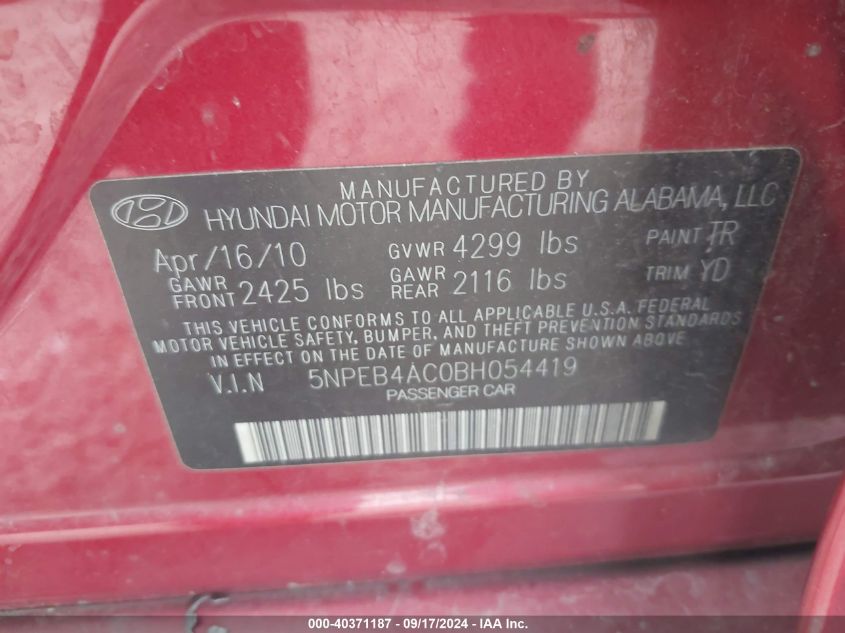 MANUFACTURED BY
HYUNDAI MOTOR MANUFACTURING ALABAMA, LLC
Apr/16/10 GVWR 4299 lbs PAINT TR
GAWR FRONT 2425 lbs GAWR REAR 2116 lbs TRIM YD
THIS VEHICLE CONFORMS TO ALL APPLICABLE U.S.A. FEDERAL
MOTOR VEHICLE SAFETY, BUMPER, AND THEFT PREVENTION STANDARDS
IN EFFECT ON THE DATE OF MANUFACTURE SHOWN ABOVE.
V.I.N 5NPEB4AC0BH054419
PASSENGER CAR
000-40371187 - 09/17/2024 - IAA Inc.